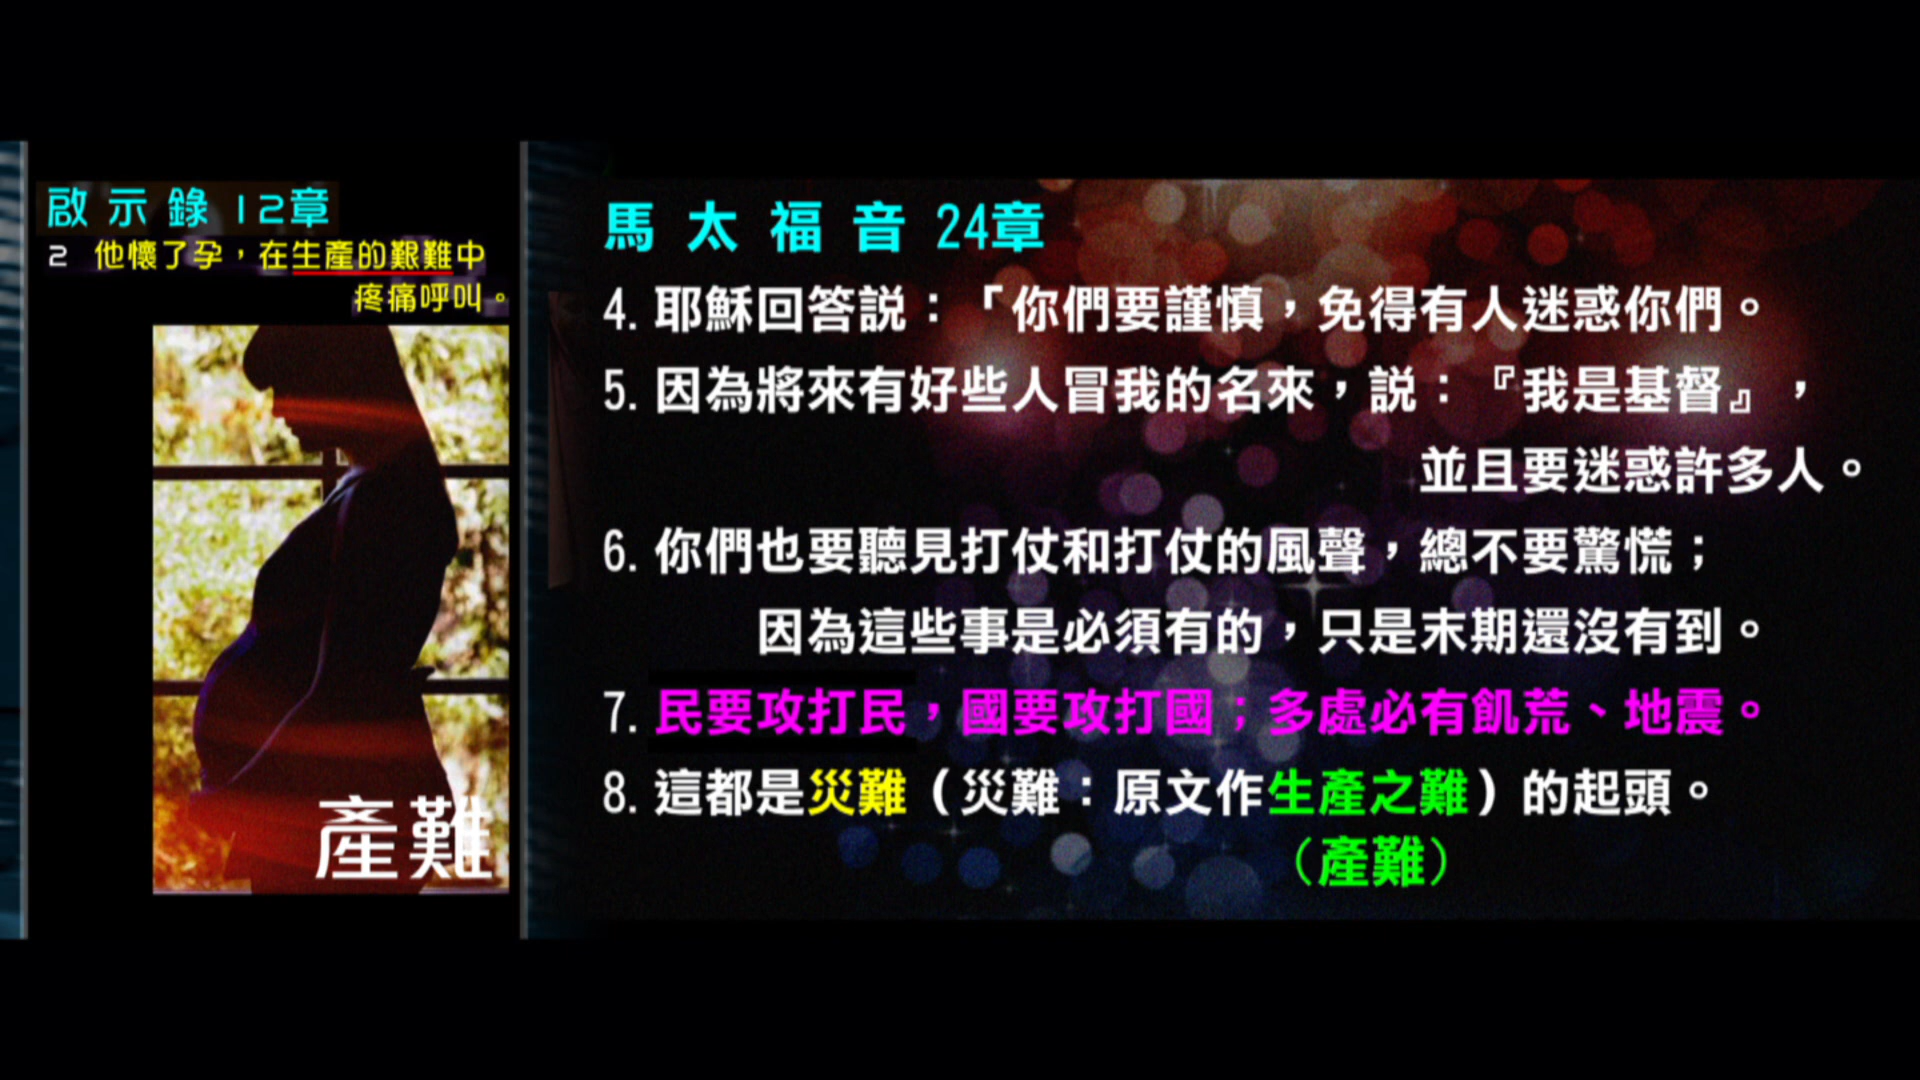 啟示錄 12章
2 他懷了孕，在生產的艱難中
疼痛呼叫。
產難
馬太福音 24章
4. 耶穌回答説：「你們要謹慎，免得有人迷惑你們。
5. 因為將來有好些人冒我的名來，説：『我是基督』，
並且要迷惑許多人。
6. 你們也要聽見打仗和打仗的風聲，總不要驚慌；
因為這些事是必須有的，只是末期還沒有到。
7. 民要攻打民，國要攻打國；多處必有飢荒、地震。
8. 這都是災難（災難：原文作生產之難）的起頭。
（產難）